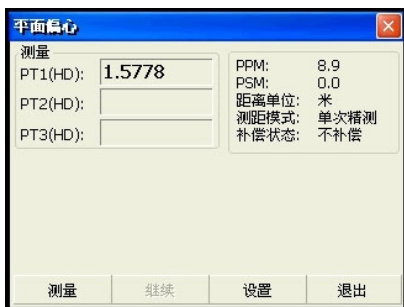 平面偏心
测量
PT1(HD): 1.5778
PT2(HD):
PT3(HD):
PPM: 8.9
PSM: 0.0
距离单位: 米
测距模式: 单次精测
补偿状态: 不补偿
测量 继续 设置 退出